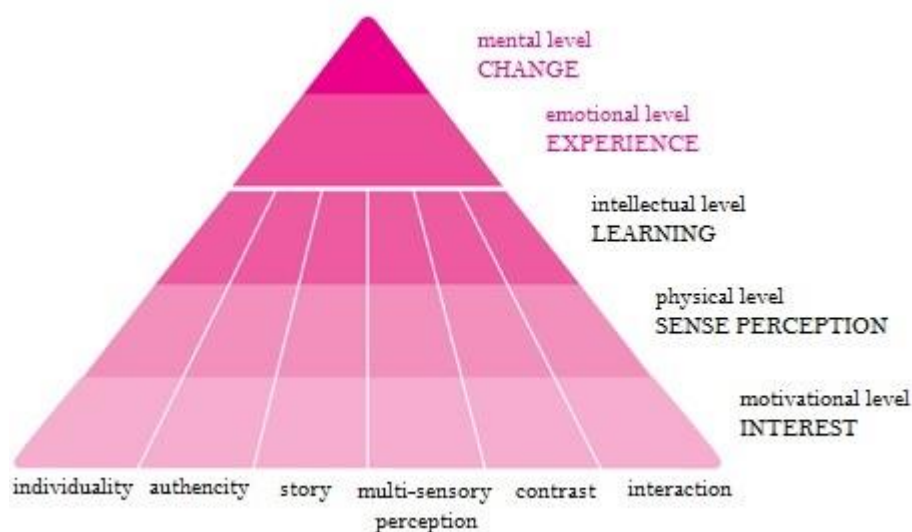 mental level
CHANGE
emotional level
EXPERIENCE
intellectual level
LEARNING
physical level
SENSE PERCEPTION
motivational level
INTEREST
individuality
authencity
story
multi-sensory
perception
contrast
interaction